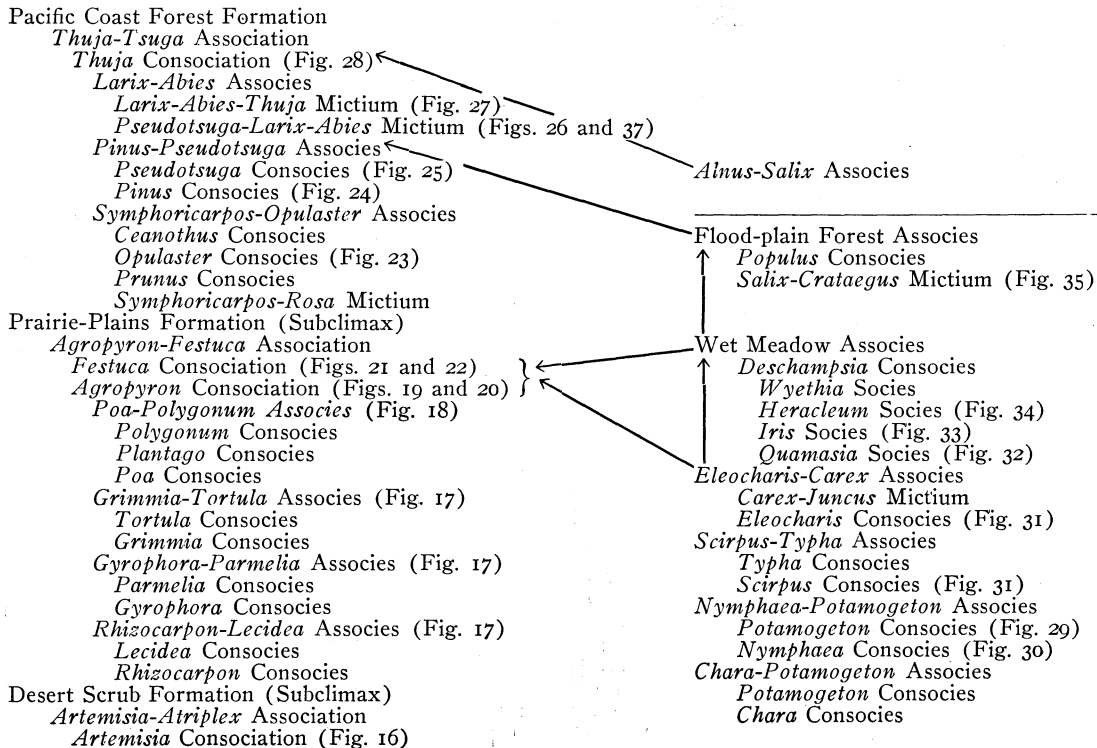 Pacific Coast Forest Formation
Thuja-Tsuga Association
Thuja Consociation (Fig. 28)
Larix-Abies Associes
Larix-Abies-Thuja Mictium (Fig. 27)
Pseudotsuga-Larix-Abies Mictium (Figs. 26 and 37)
Pinus-Pseudotsuga Associes
Pseudotsuga Consocies (Fig. 25)
Pinus Consocies (Fig. 24)
Symphoricarpos-Opulaster Associes
Ceanothus Consocies
Opulaster Consocies (Fig. 23)
Prunus Consocies
Symphoricarpos-Rosa Mictium
Prairie-Plains Formation (Subclimax)
Agropyron-Festuca Association
Festuca Consociation (Figs. 21 and 22)
Agropyron Consociation (Figs. 19 and 20)
Poa-Polygonum Associes (Fig. 18)
Polygonum Consocies
Plantago Consocies
Poa Consocies
Grimmia-Tortula Associes (Fig. 17)
Tortula Consocies
Grimmia Consocies
Gyrophora-Parmelia Associes (Fig. 17)
Parmelia Consocies
Gyrophora Consocies
Rhizocarpon-Lecidea Associes (Fig. 17)
Lecidea Consocies
Rhizocarpon Consocies
Desert Scrub Formation (Subclimax)
Artemisia-Atriplex Association
Artemisia Consociation (Fig. 16)
Alnus-Salix Associes
Flood-plain Forest Associes
Populus Consocies
Salix-Crataegus Mictium (Fig. 35)
Wet Meadow Associes
Deschampsia Consocies
Wyethia Socies
Heracleum Socies (Fig. 34)
Iris Socies (Fig. 33)
Quamasia Socies (Fig. 32)
Eleocharis-Carex Associes
Carex-Juncus Mictium
Eleocharis Consocies (Fig. 31)
Scirpus-Typha Associes
Typha Consocies
Scirpus Consocies (Fig. 31)
Nymphaea-Potamogeton Associes
Potamogeton Consocies (Fig. 29)
Nymphaea Consocies (Fig. 30)
Chara-Potamogeton Associes
Potamogeton Consocies
Chara Consocies